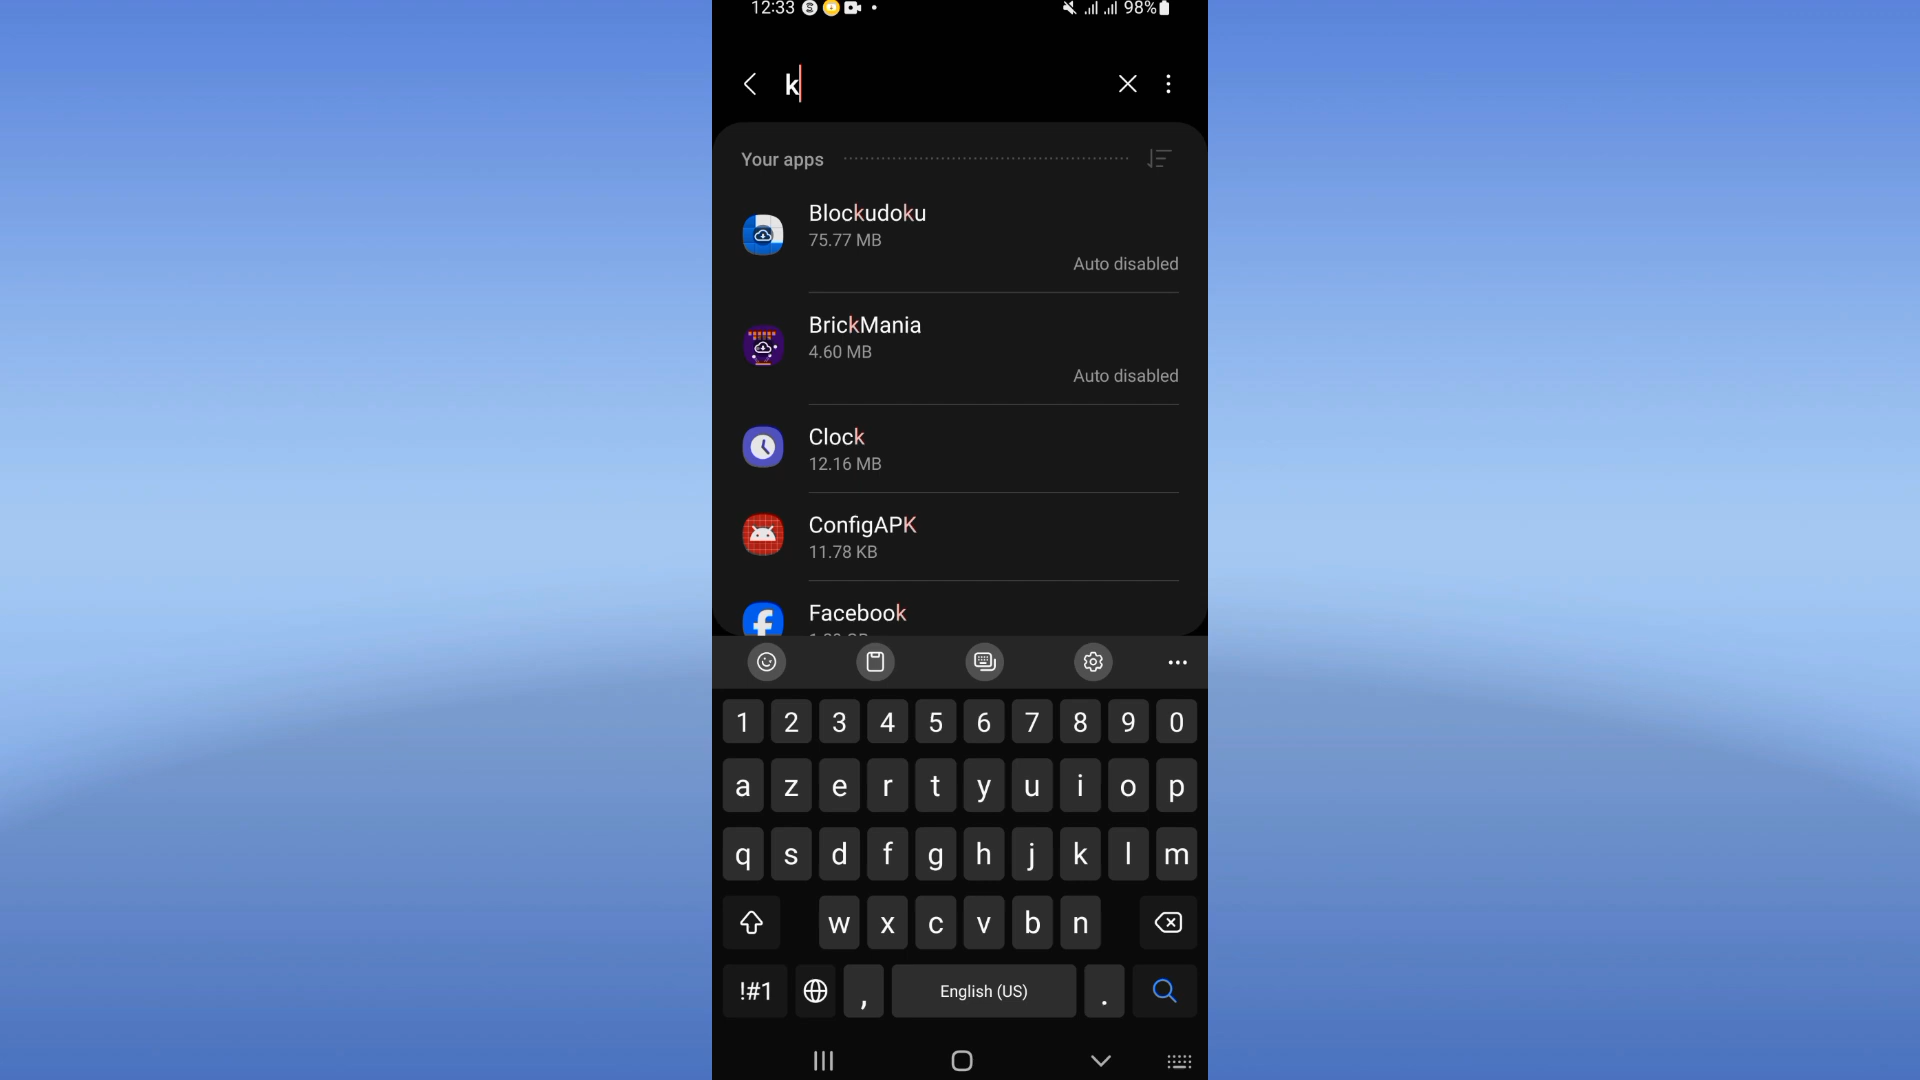 12:33 98%
k
Your apps
Blockudoku
75.77 MB
Auto disabled
BrickMania
4.60 MB
Auto disabled
Clock
12.16 MB
ConfigAPK
11.78 KB
Facebook
1 2 3 4 5 6 7 8 9 0
a z e r t y u i o p
q s d f g h j k l m
w x c v b n
!#1 , English (US) .